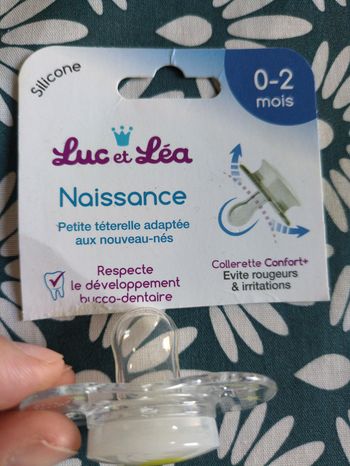 Silicone
0-2
mois
Luc et Léa
Naissance
Petite téterelle adaptée
aux nouveau-nés
Respecte
le développement
bucco-dentaire
Collerette Confort+
Evite rougeurs
& irritations